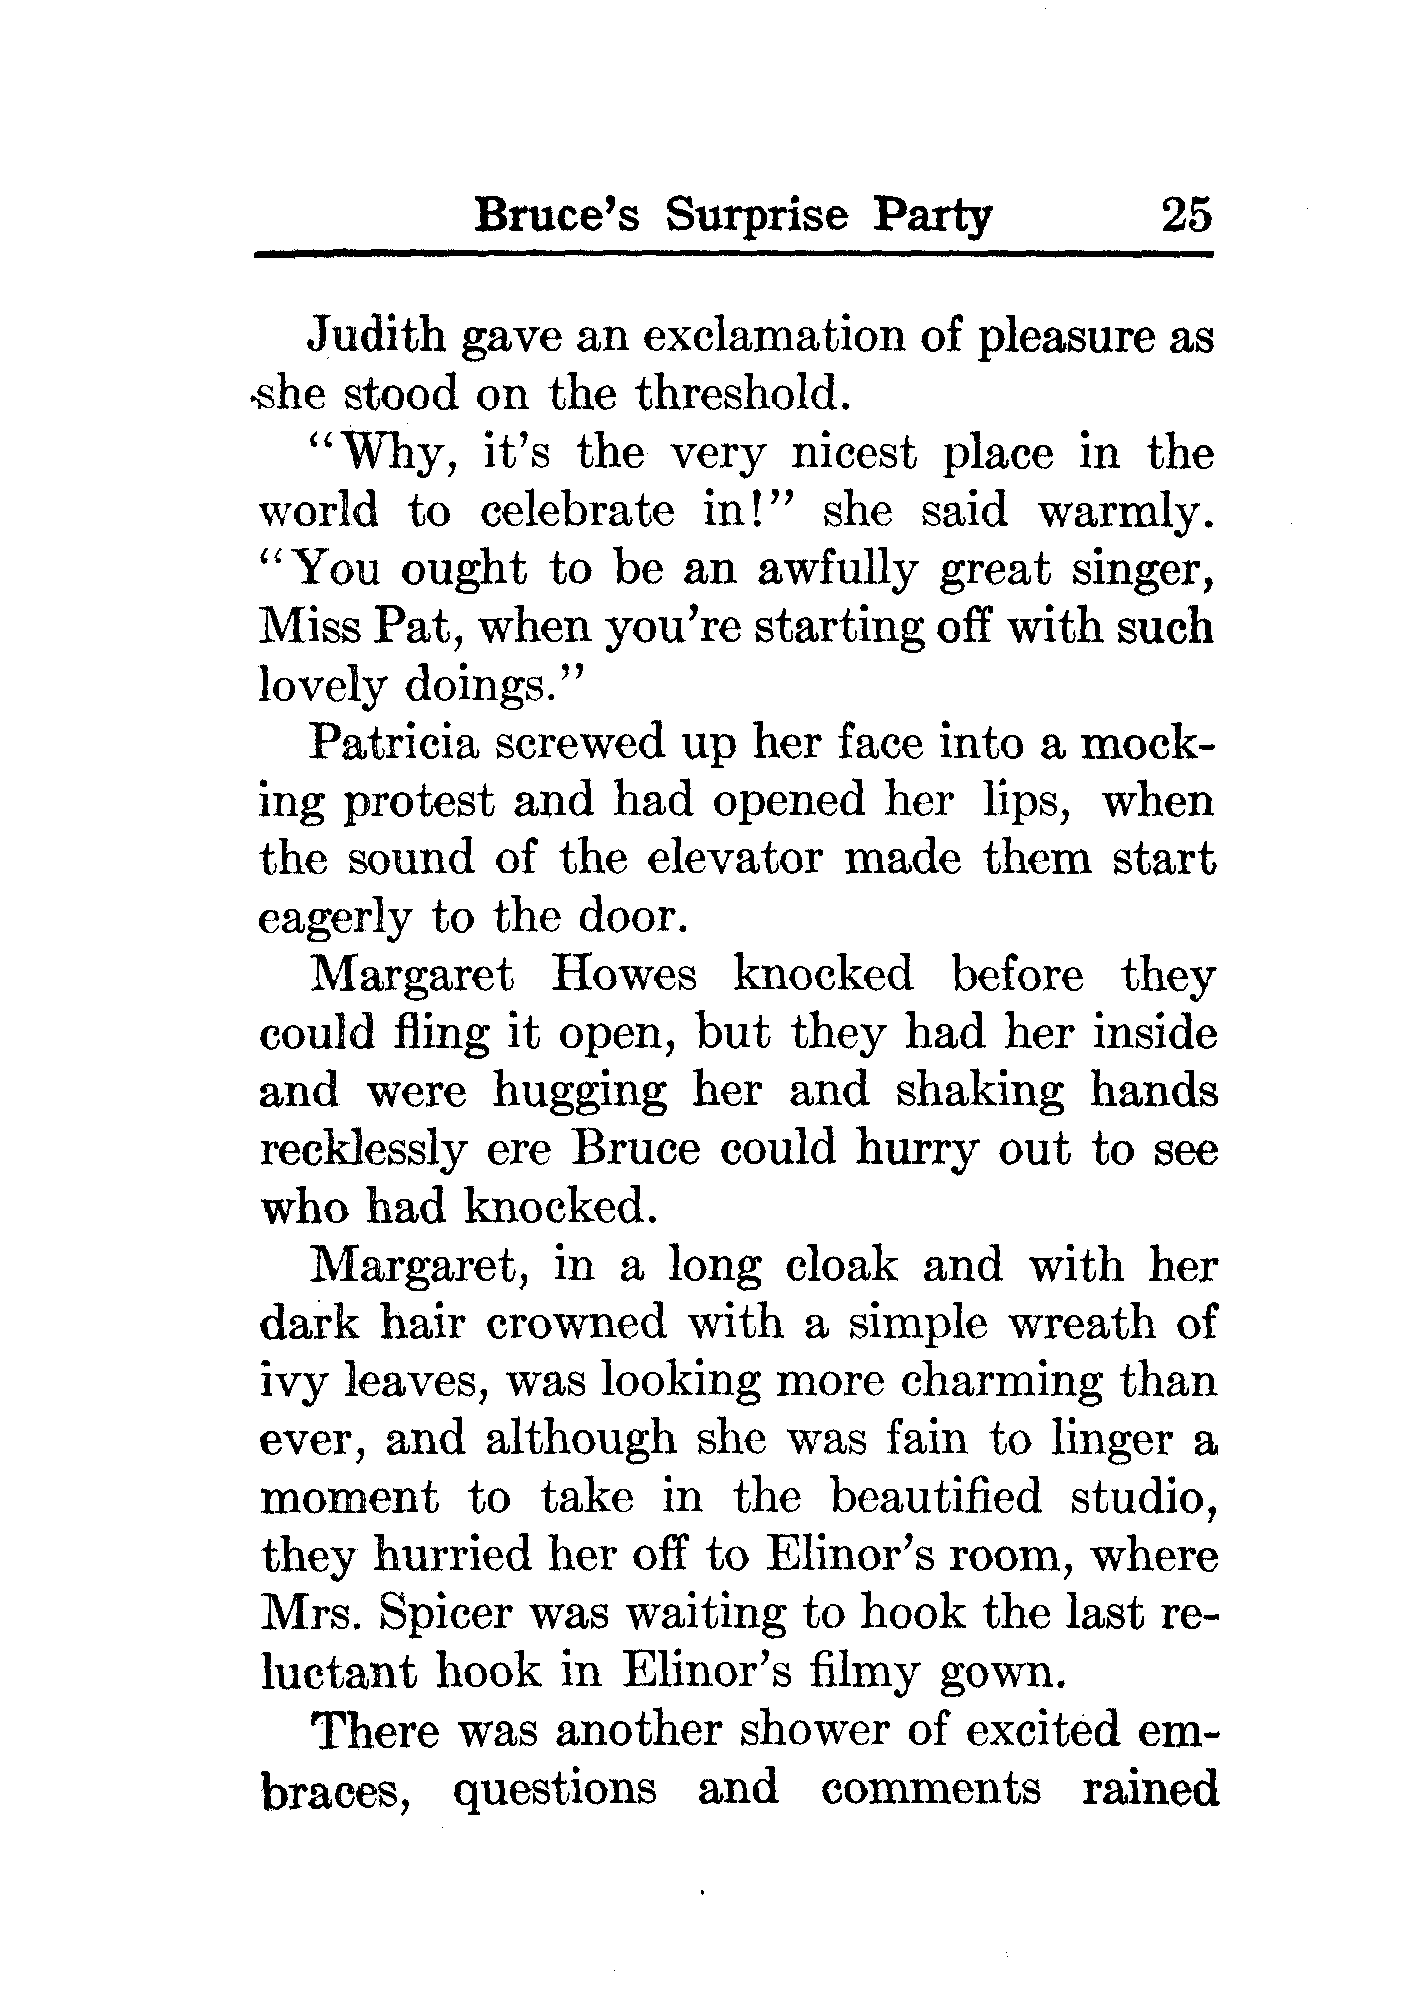 Bruce's Surprise Party 25
Judith gave an exclamation of pleasure as
she stood on the threshold.
"Why, it's the very nicest place in the
world to celebrate in!" she said warmly.
"You ought to be an awfully great singer,
Miss Pat, when you're starting off with such
lovely doings."
Patricia screwed up her face into a mock-
ing protest and had opened her lips, when
the sound of the elevator made them start
eagerly to the door.
Margaret Howes knocked before they
could fling it open, but they had her inside
and were hugging her and shaking hands
recklessly ere Bruce could hurry out to see
who had knocked.
Margaret, in a long cloak and with her
dark hair crowned with a simple wreath of
ivy leaves, was looking more charming than
ever, and although she was fain to linger a
moment to take in the beautified studio,
they hurried her off to Elinor's room, where
Mrs. Spicer was waiting to hook the last re-
luctant hook in Elinor's filmy gown.
There was another shower of excited em-
braces, questions and comments rained